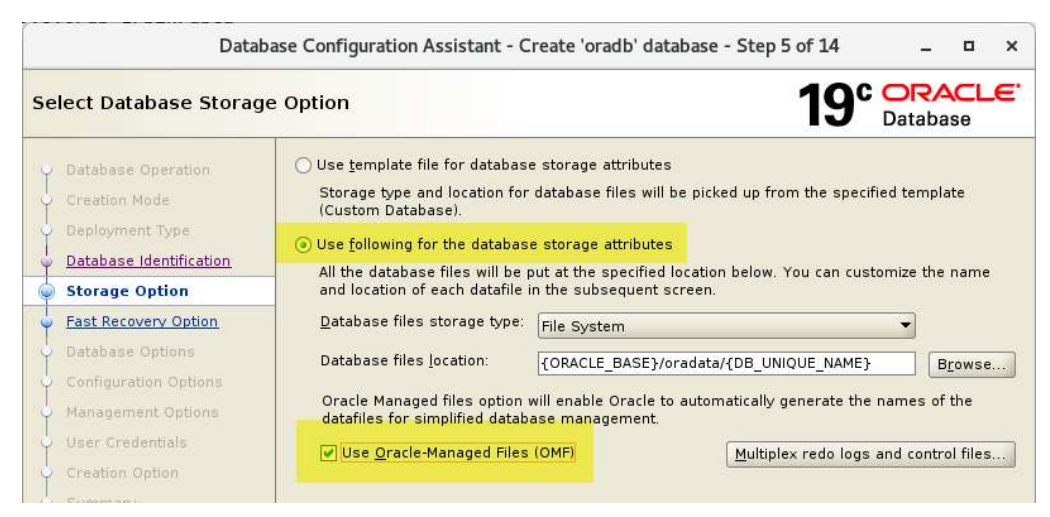 Database Configuration Assistant - Create 'oradb' database - Step 5 of 14
Select Database Storage Option
19c ORACLE
Database
Database Operation
Creation Mode
Deployment Type
Database Identification
Storage Option
Fast Recovery Option
Database Options
Configuration Options
Management Options
User Credentials
Creation Option
Summary
Use template file for database storage attributes
Storage type and location for database files will be picked up from the specified template
(Custom Database).
Use following for the database storage attributes
All the database files will be put at the specified location below. You can customize the name
and location of each datafile in the subsequent screen.
Database files storage type: File System
Database files location: {ORACLE_BASE}/oradata/{DB_UNIQUE_NAME} Browse...
Oracle Managed files option will enable Oracle to automatically generate the names of the
datafiles for simplified database management.
Use Oracle-Managed Files (OMF) Multiplex redo logs and control files...